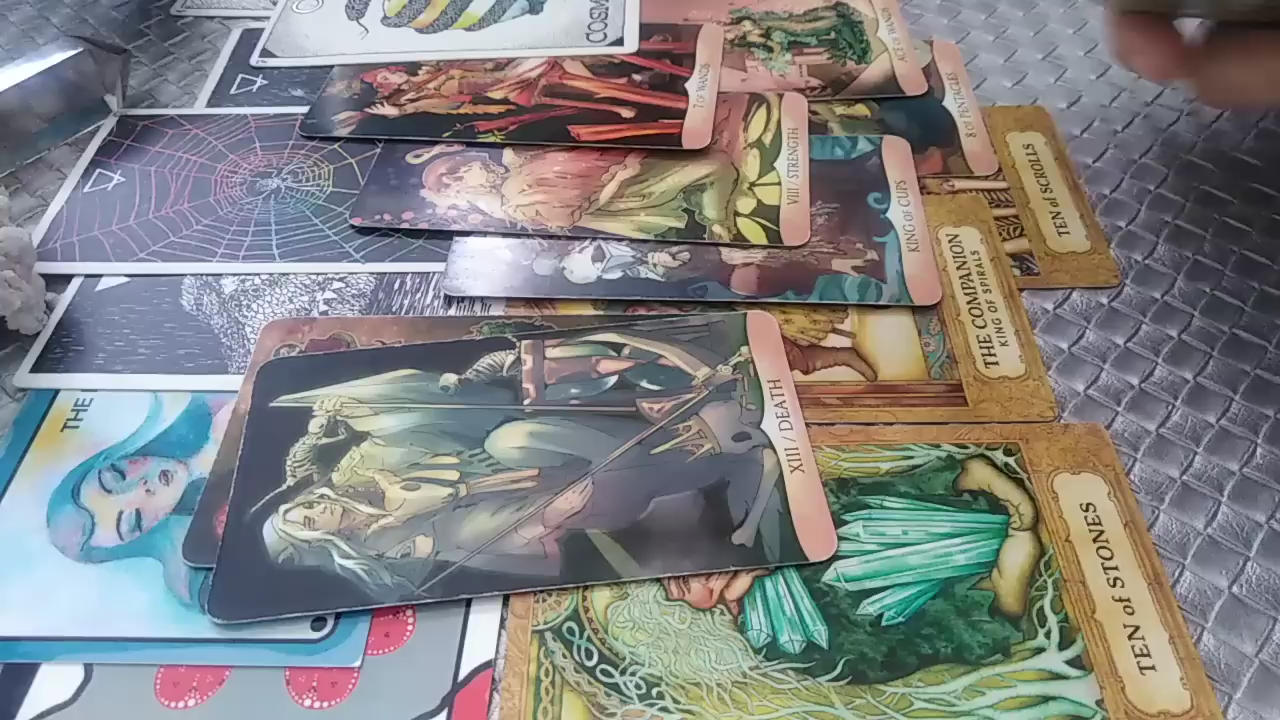 COSM
ACE OF WANDS
7 OF WANDS
8 OF PENTACLES
VIII / STRENGTH
TEN of SCROLLS
KING OF CUPS
THE COMPANION
KING OF SPIRALS
THE
XIII / DEATH
TEN of STONES